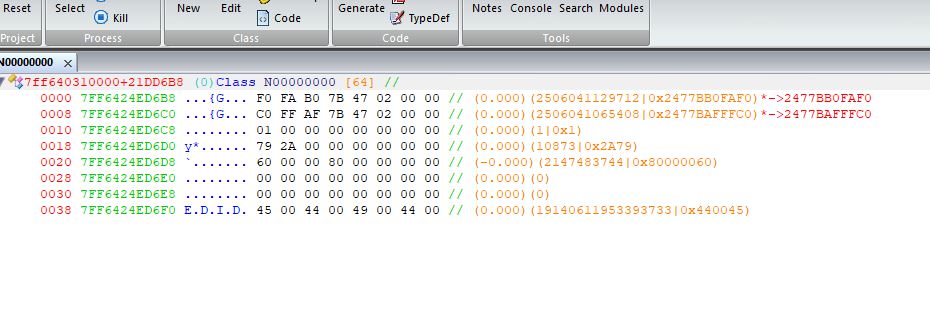 Reset Select New Edit Generate Notes Console Search Modules
Kill Code TypeDef
Project Process Class Code Tools
N00000000 x
7ff640310000+21DD6B8 (0)Class N00000000 [64] //
0000 7FF6424ED6B8 ...{G... F0 FA B0 7B 47 02 00 00 // (0.000)(2506041129712|0x2477BB0FAF0)*->2477BB0FAF0
0008 7FF6424ED6C0 ...{G... C0 FF AF 7B 47 02 00 00 // (0.000)(2506041065408|0x2477BAFFFC0)*->2477BAFFFC0
0010 7FF6424ED6C8 ........ 01 00 00 00 00 00 00 00 // (0.000)(1|0x1)
0018 7FF6424ED6D0 y*...... 79 2A 00 00 00 00 00 00 // (0.000)(10873|0x2A79)
0020 7FF6424ED6D8 `....... 60 00 00 80 00 00 00 00 // (-0.000)(2147483744|0x80000060)
0028 7FF6424ED6E0 ........ 00 00 00 00 00 00 00 00 // (0.000)(0)
0030 7FF6424ED6E8 ........ 00 00 00 00 00 00 00 00 // (0.000)(0)
0038 7FF6424ED6F0 E.D.I.D. 45 00 44 00 49 00 44 00 // (0.000)(19140611953393733|0x440045)